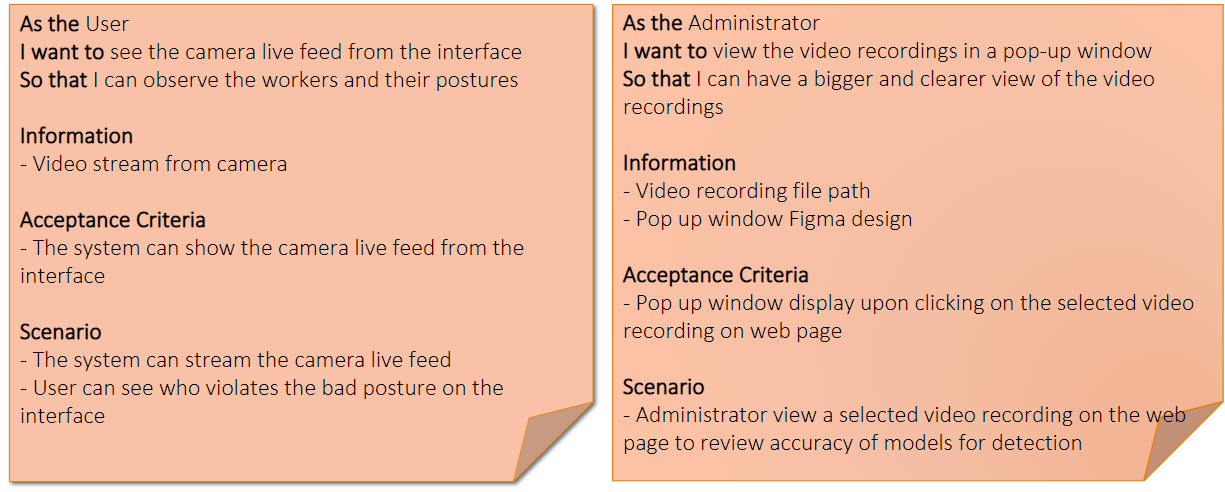 As the User
I want to see the camera live feed from the interface
So that I can observe the workers and their postures
Information
- Video stream from camera
Acceptance Criteria
- The system can show the camera live feed from the
interface
Scenario
- The system can stream the camera live feed
- User can see who violates the bad posture on the
interface
As the Administrator
I want to view the video recordings in a pop-up window
So that I can have a bigger and clearer view of the video
recordings
Information
- Video recording file path
- Pop up window Figma design
Acceptance Criteria
- Pop up window display upon clicking on the selected video
recording on web page
Scenario
- Administrator view a selected video recording on the web
page to review accuracy of models for detection